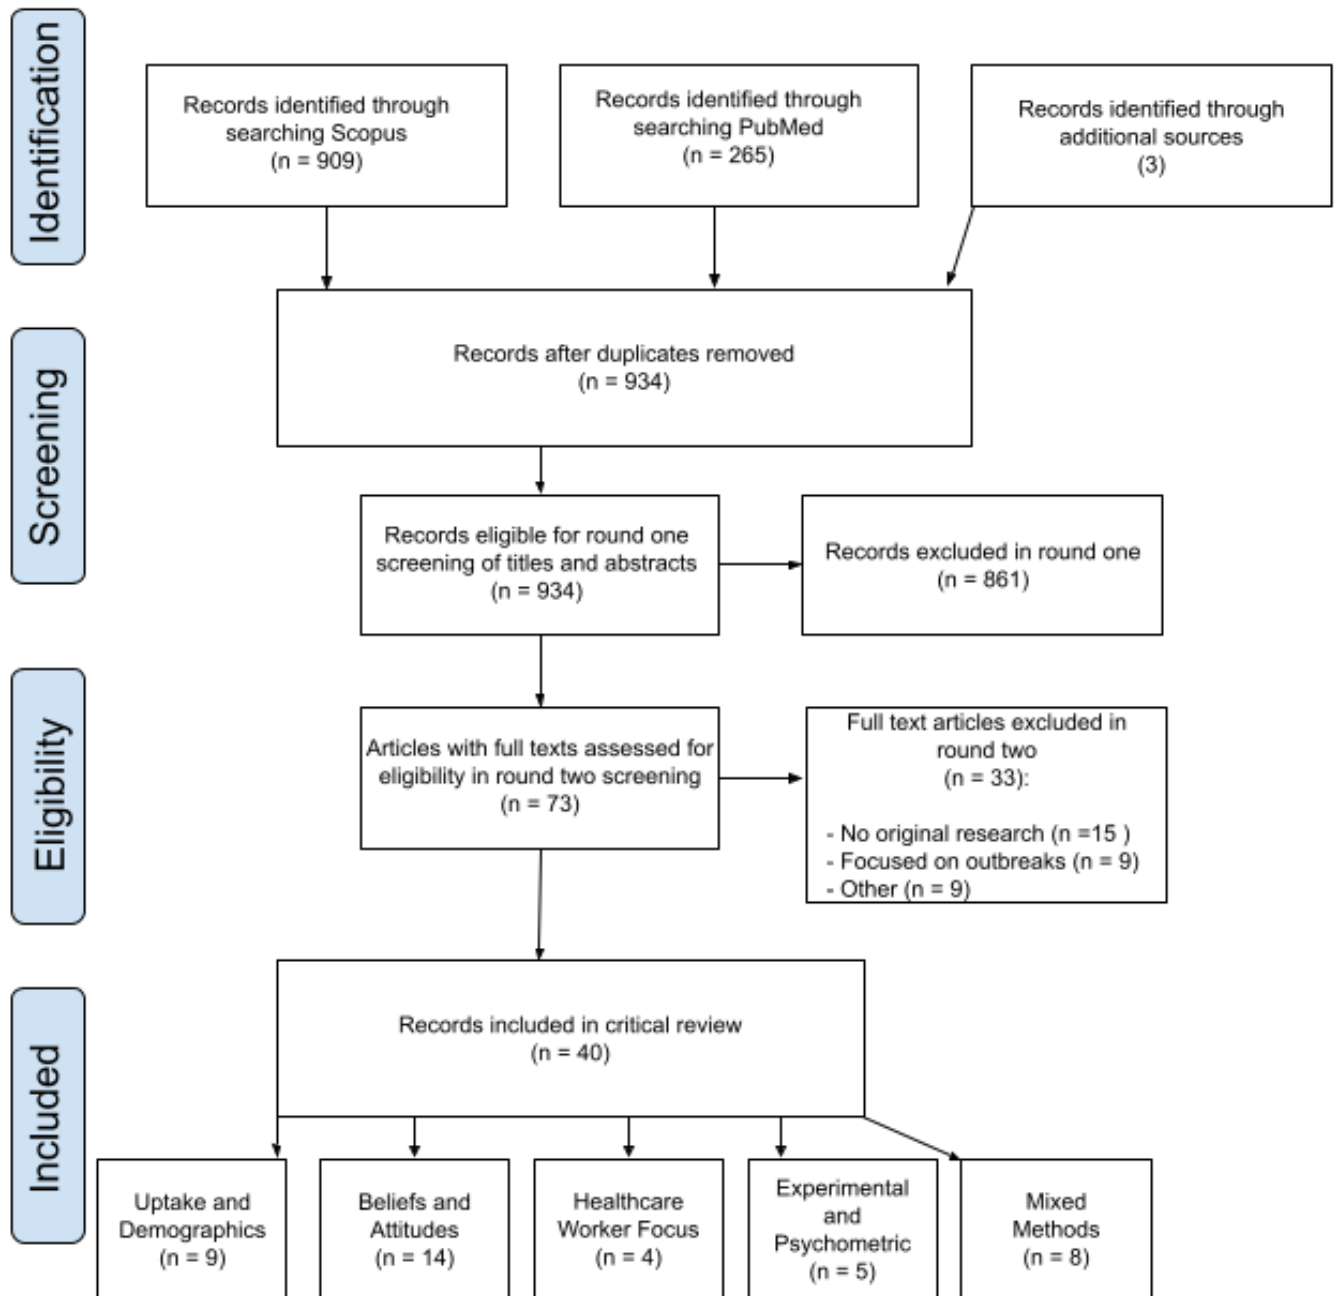 Identification
Records identified through
searching Scopus
(n = 909)
Records identified through
searching PubMed
(n = 265)
Records identified through
additional sources
(3)
Screening
Records after duplicates removed
(n = 934)
Records eligible for round one
screening of titles and abstracts
(n = 934)
Records excluded in round one
(n = 861)
Eligibility
Articles with full texts assessed for
eligibility in round two screening
(n = 73)
Full text articles excluded in
round two
(n = 33):
- No original research (n =15 )
- Focused on outbreaks (n = 9)
- Other (n = 9)
Included
Records included in critical review
(n = 40)
Uptake and
Demographics
(n = 9)
Beliefs and
Attitudes
(n = 14)
Healthcare
Worker Focus
(n = 4)
Experimental
and
Psychometric
(n = 5)
Mixed
Methods
(n = 8)